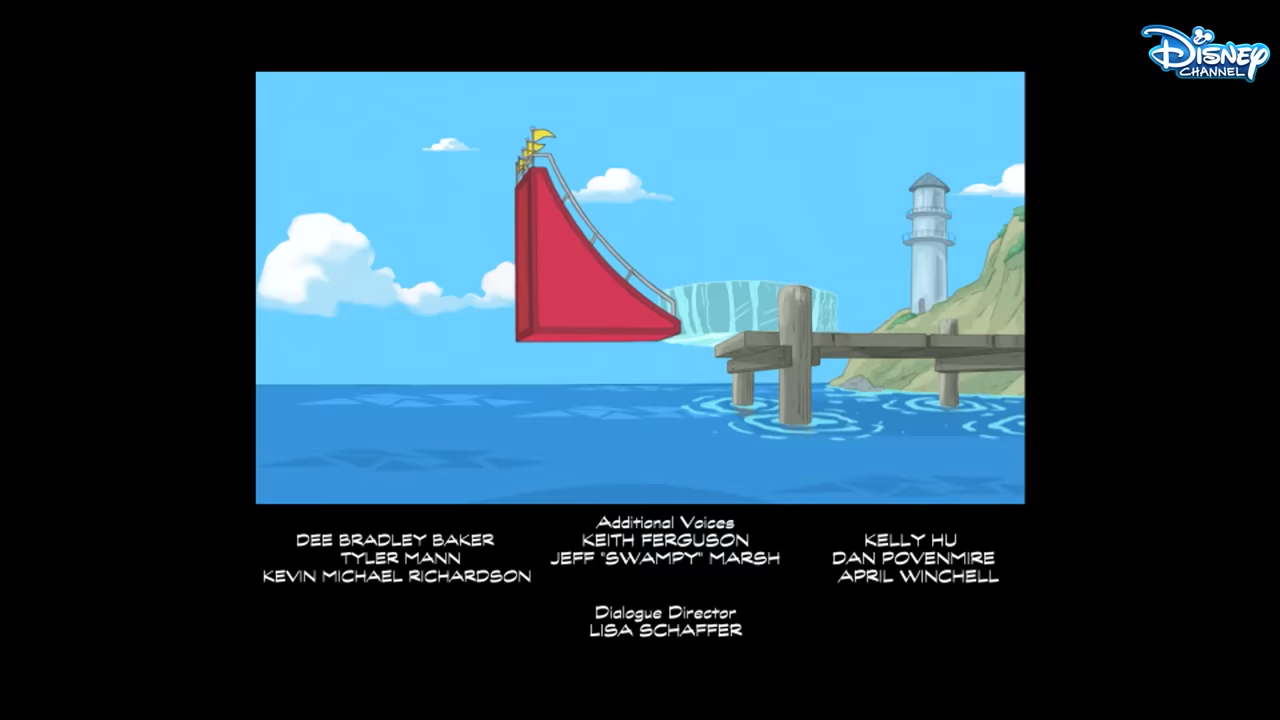 Disney
CHANNEL
Additional Voices
DEE BRADLEY BAKER
KEITH FERGUSON
KELLY HU
TYLER MANN
JEFF "SWAMPY" MARSH
DAN POVENMIRE
KEVIN MICHAEL RICHARDSON
APRIL WINCHELL
Dialogue Director
LISA SCHAFFER